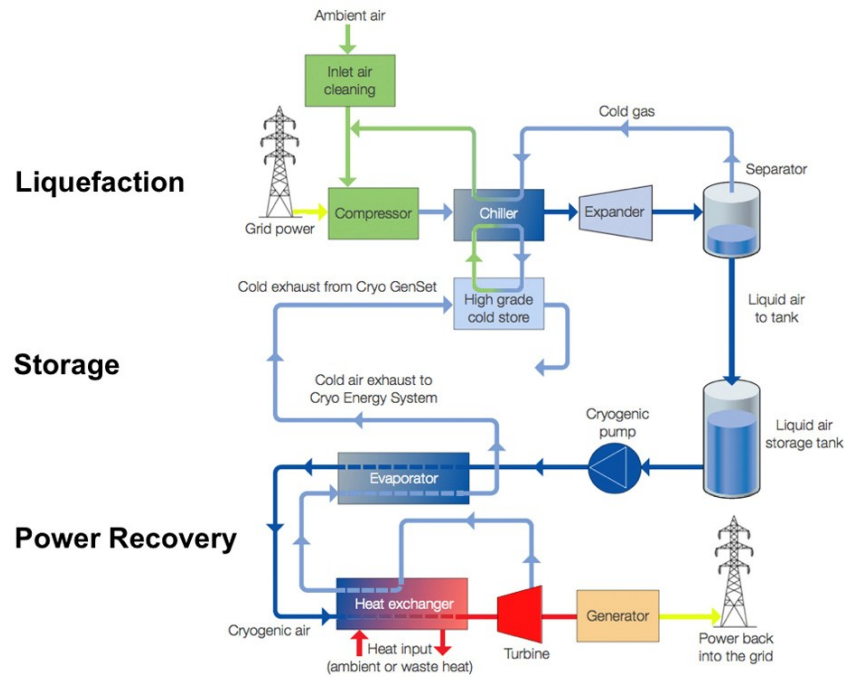 Ambient air
Inlet air
cleaning
Cold gas
Separator
Liquefaction
Grid power
Compressor
Chiller
Expander
Cold exhaust from Cryo GenSet
High grade
cold store
Liquid air
to tank
Storage
Cold air exhaust to
Cryo Energy System
Cryogenic
pump
Liquid air
storage tank
Evaporator
Power Recovery
Heat exchanger
Generator
Cryogenic air
Heat input
(ambient or waste heat)
Turbine
Power back
into the grid